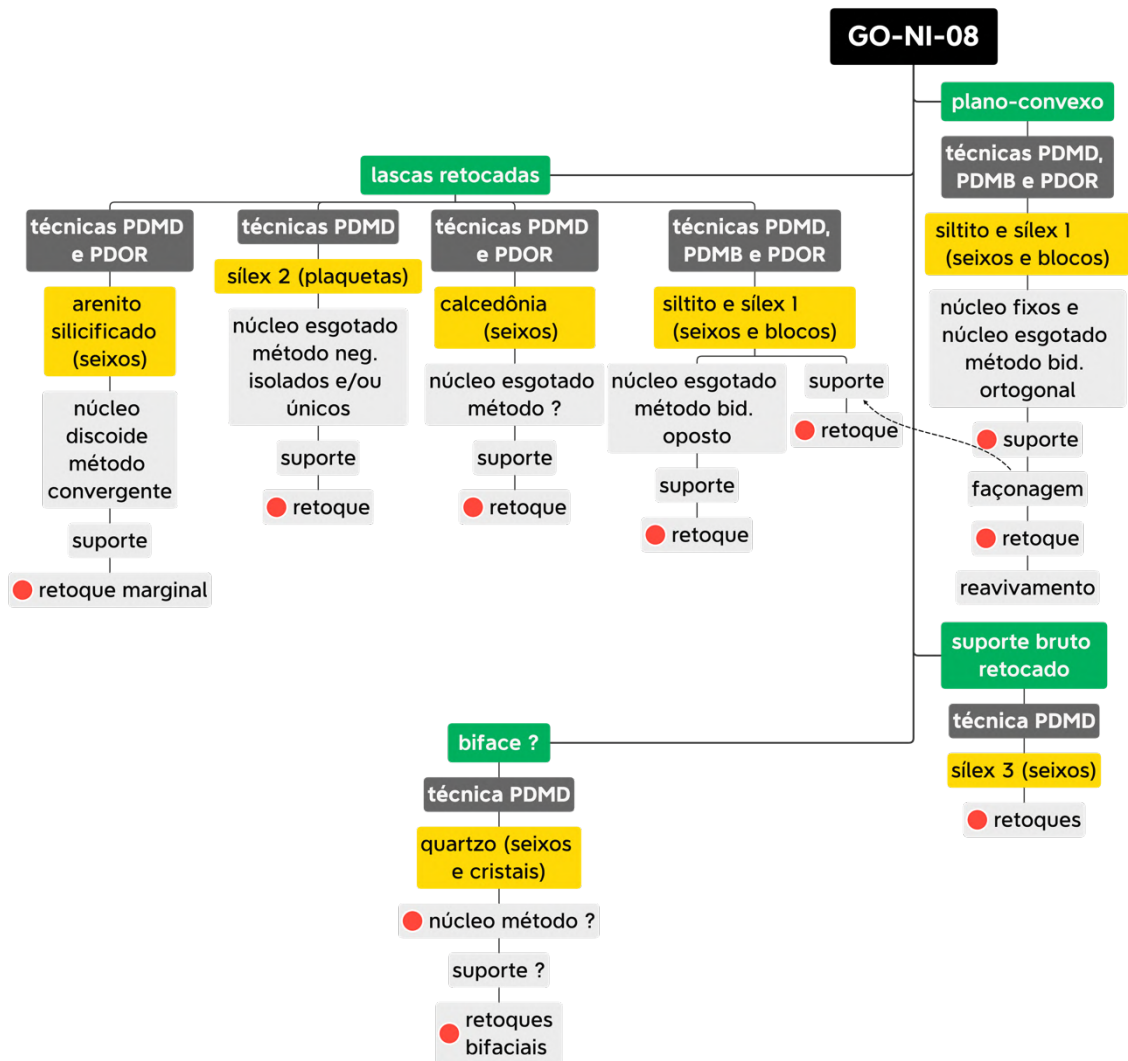 GO-NI-08
plano-convexo
técnicas PDMD,
PDMB e PDOR
siltito e sílex 1
(seixos e blocos)
núcleo fixos e
núcleo esgotado
método bid.
ortogonal
suporte
façonagem
retoque
reavivamento
lascas retocadas
técnicas PDMD
e PDOR
arenito
silicificado
(seixos)
núcleo
discoide
método
convergente
suporte
retoque marginal
técnicas PDMD
sílex 2 (plaquetas)
núcleo esgotado
método neg.
isolados e/ou
únicos
suporte
retoque
técnicas PDMD
e PDOR
calcedônia
(seixos)
núcleo esgotado
método ?
suporte
retoque
técnicas PDMD,
PDMB e PDOR
siltito e sílex 1
(seixos e blocos)
núcleo esgotado
método bid.
oposto
suporte
retoque
suporte
retoque
suporte bruto
retocado
técnica PDMD
sílex 3 (seixos)
retoques
biface ?
técnica PDMD
quartzo (seixos
e cristais)
núcleo método ?
suporte ?
retoques
bifaciais